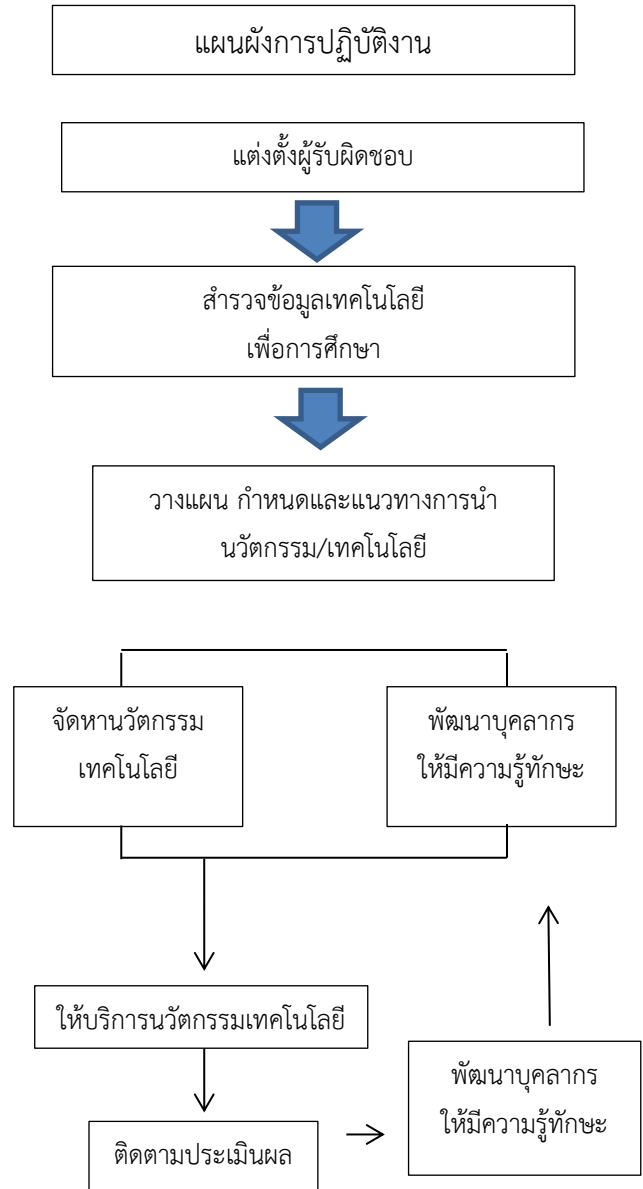 แผนผังการปฏิบัติงาน
แต่งตั้งผู้รับผิดชอบ
สำรวจข้อมูลเทคโนโลยี
เพื่อการศึกษา
วางแผน กำหนดและแนวทางการนำ
นวัตกรรม/เทคโนโลยี
จัดหานวัตกรรม
เทคโนโลยี
พัฒนาบุคลากร
ให้มีความรู้ทักษะ
ให้บริการนวัตกรรมเทคโนโลยี
ติดตามประเมินผล
พัฒนาบุคลากร
ให้มีความรู้ทักษะ